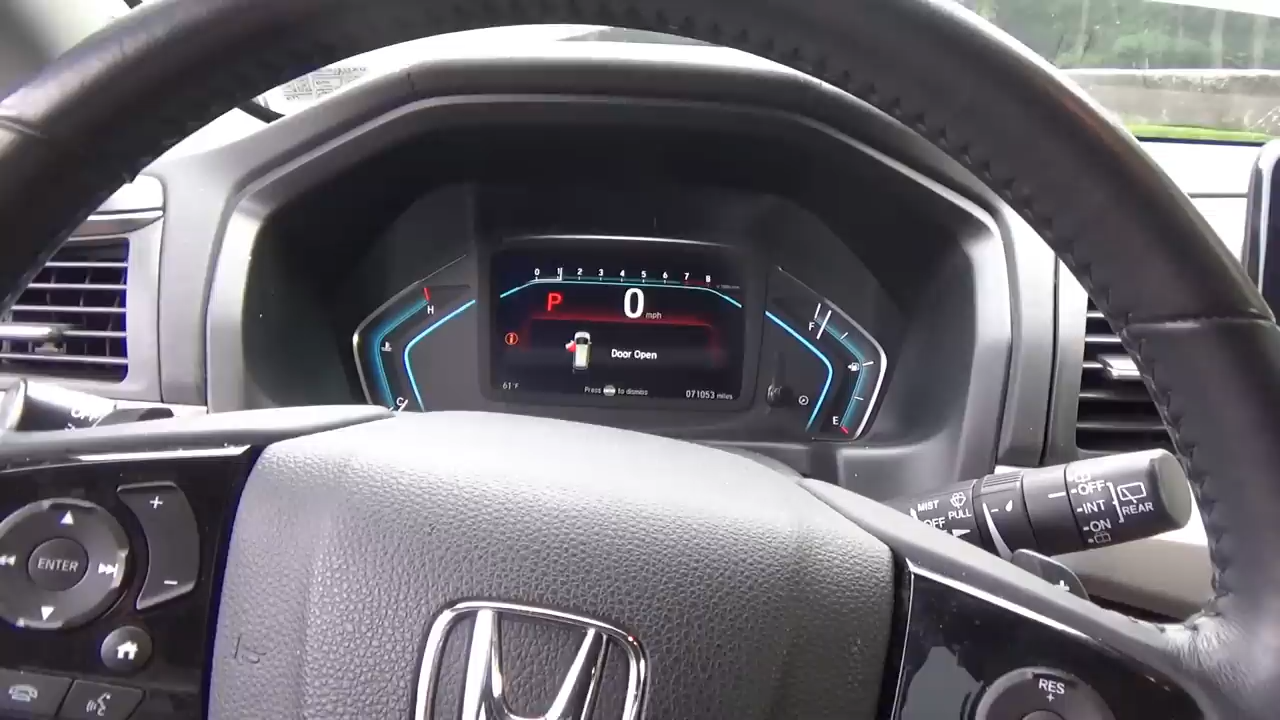 0 1 2 3 4 5 6 7 8
P 0 mph
H
F
Door Open
C
E
61°F
Press to dismiss
071053 miles
OFF
+
ENTER
-
MIST
OFF
PULL
OFF
INT
ON
REAR
+
RES
+